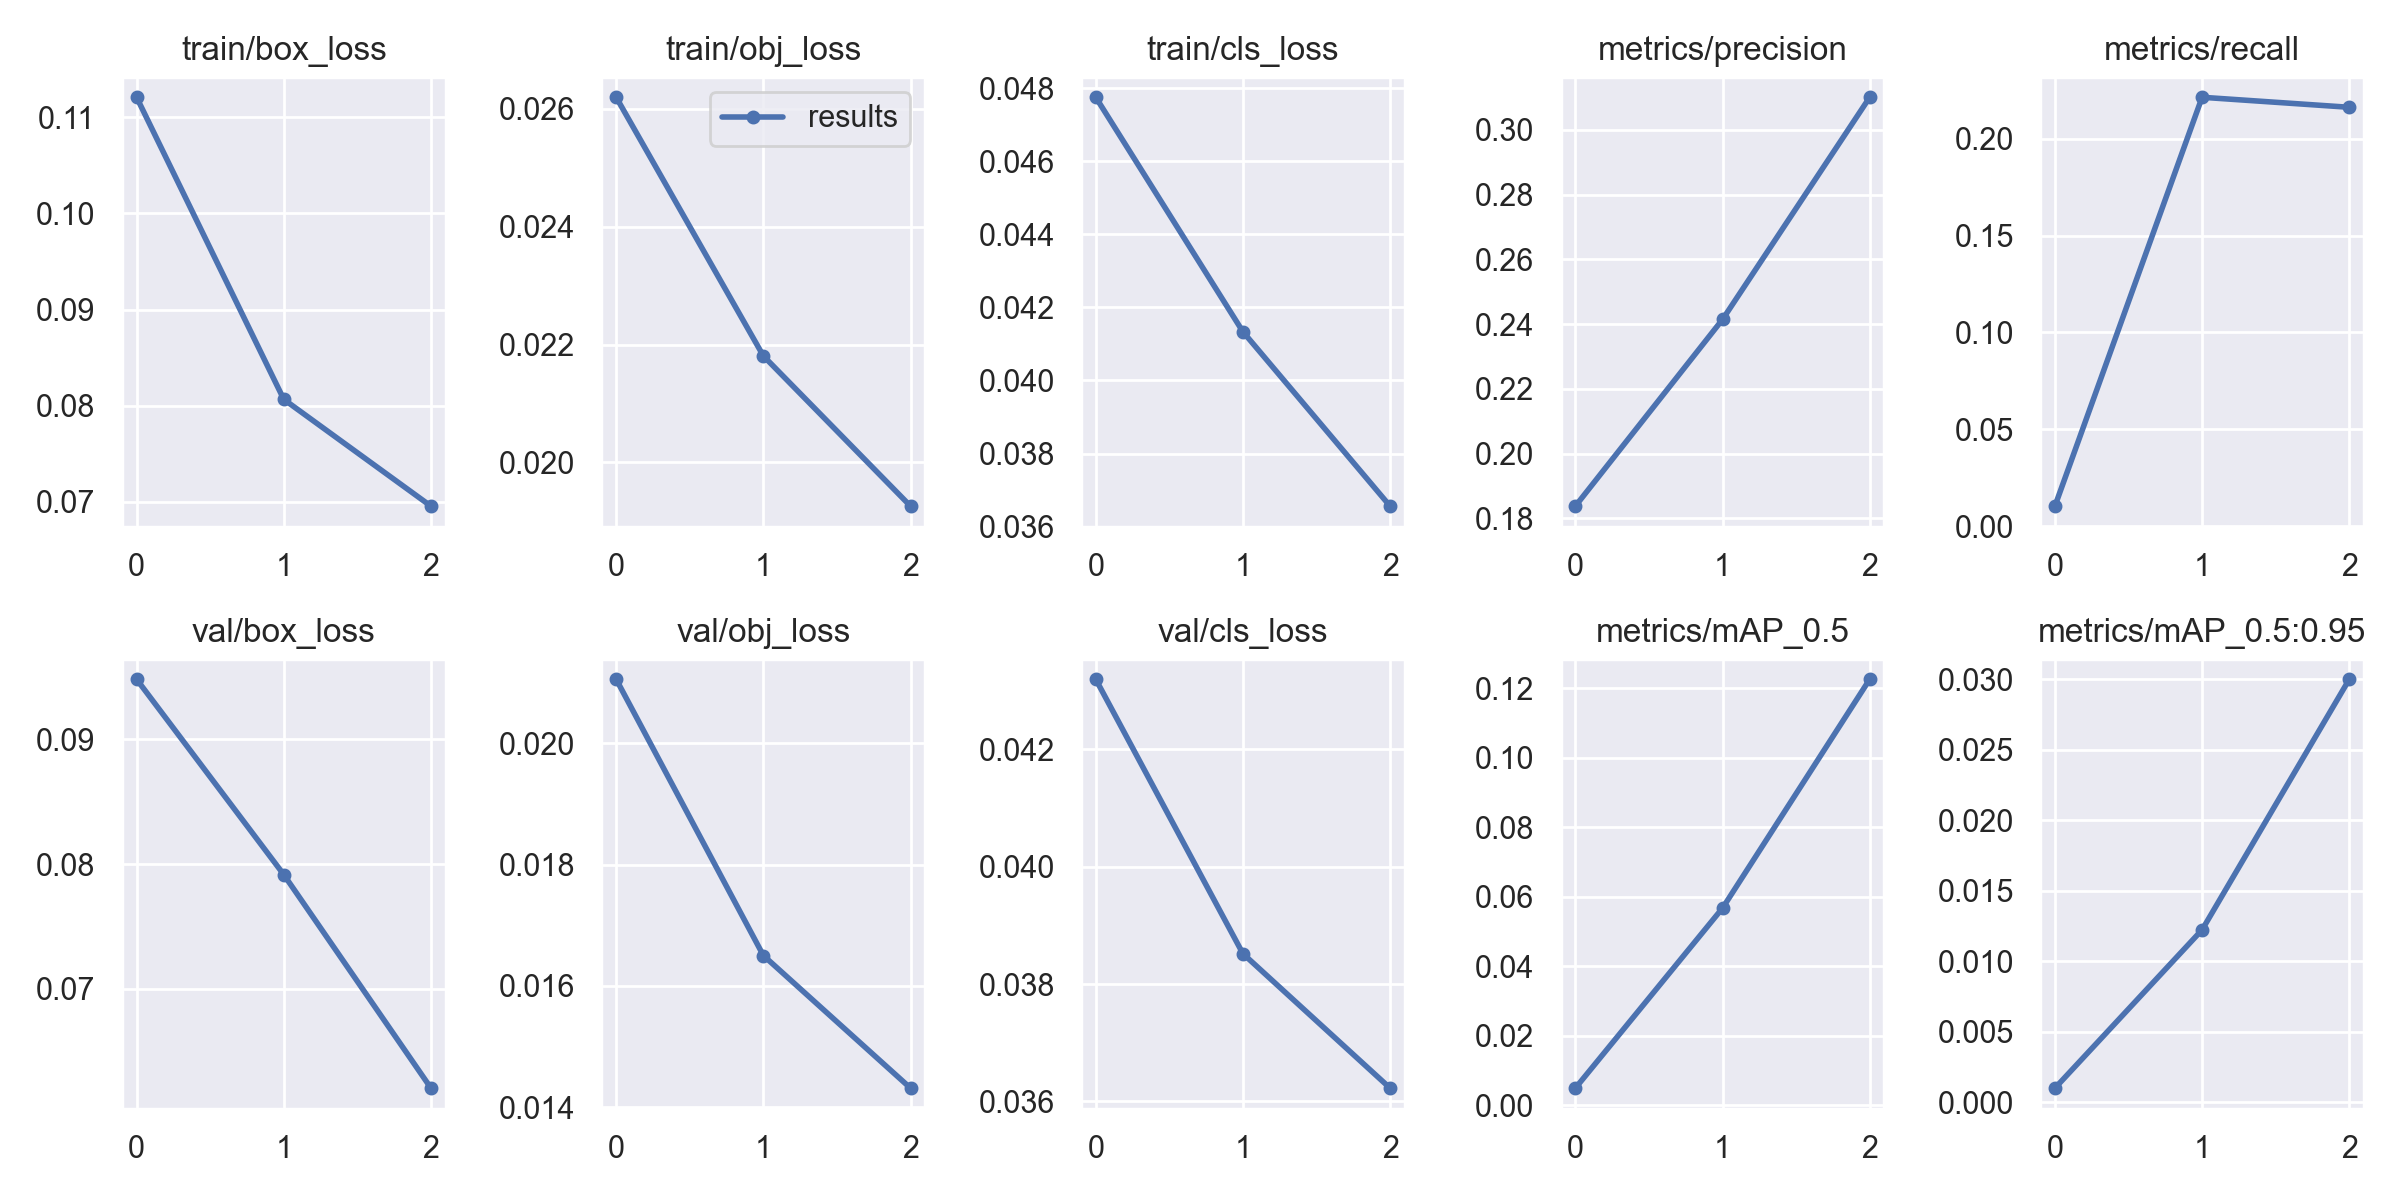 train/box_loss
0.11
0.10
0.09
0.08
0.07
0 1 2
train/obj_loss
results
0.026
0.024
0.022
0.020
0 1 2
train/cls_loss
0.048
0.046
0.044
0.042
0.040
0.038
0.036
0 1 2
metrics/precision
0.30
0.28
0.26
0.24
0.22
0.20
0.18
0 1 2
metrics/recall
0.20
0.15
0.10
0.05
0.00
0 1 2
val/box_loss
0.09
0.08
0.07
0 1 2
val/obj_loss
0.020
0.018
0.016
0.014
0 1 2
val/cls_loss
0.042
0.040
0.038
0.036
0 1 2
metrics/mAP_0.5
0.12
0.10
0.08
0.06
0.04
0.02
0.00
0 1 2
metrics/mAP_0.5:0.95
0.030
0.025
0.020
0.015
0.010
0.005
0.000
0 1 2